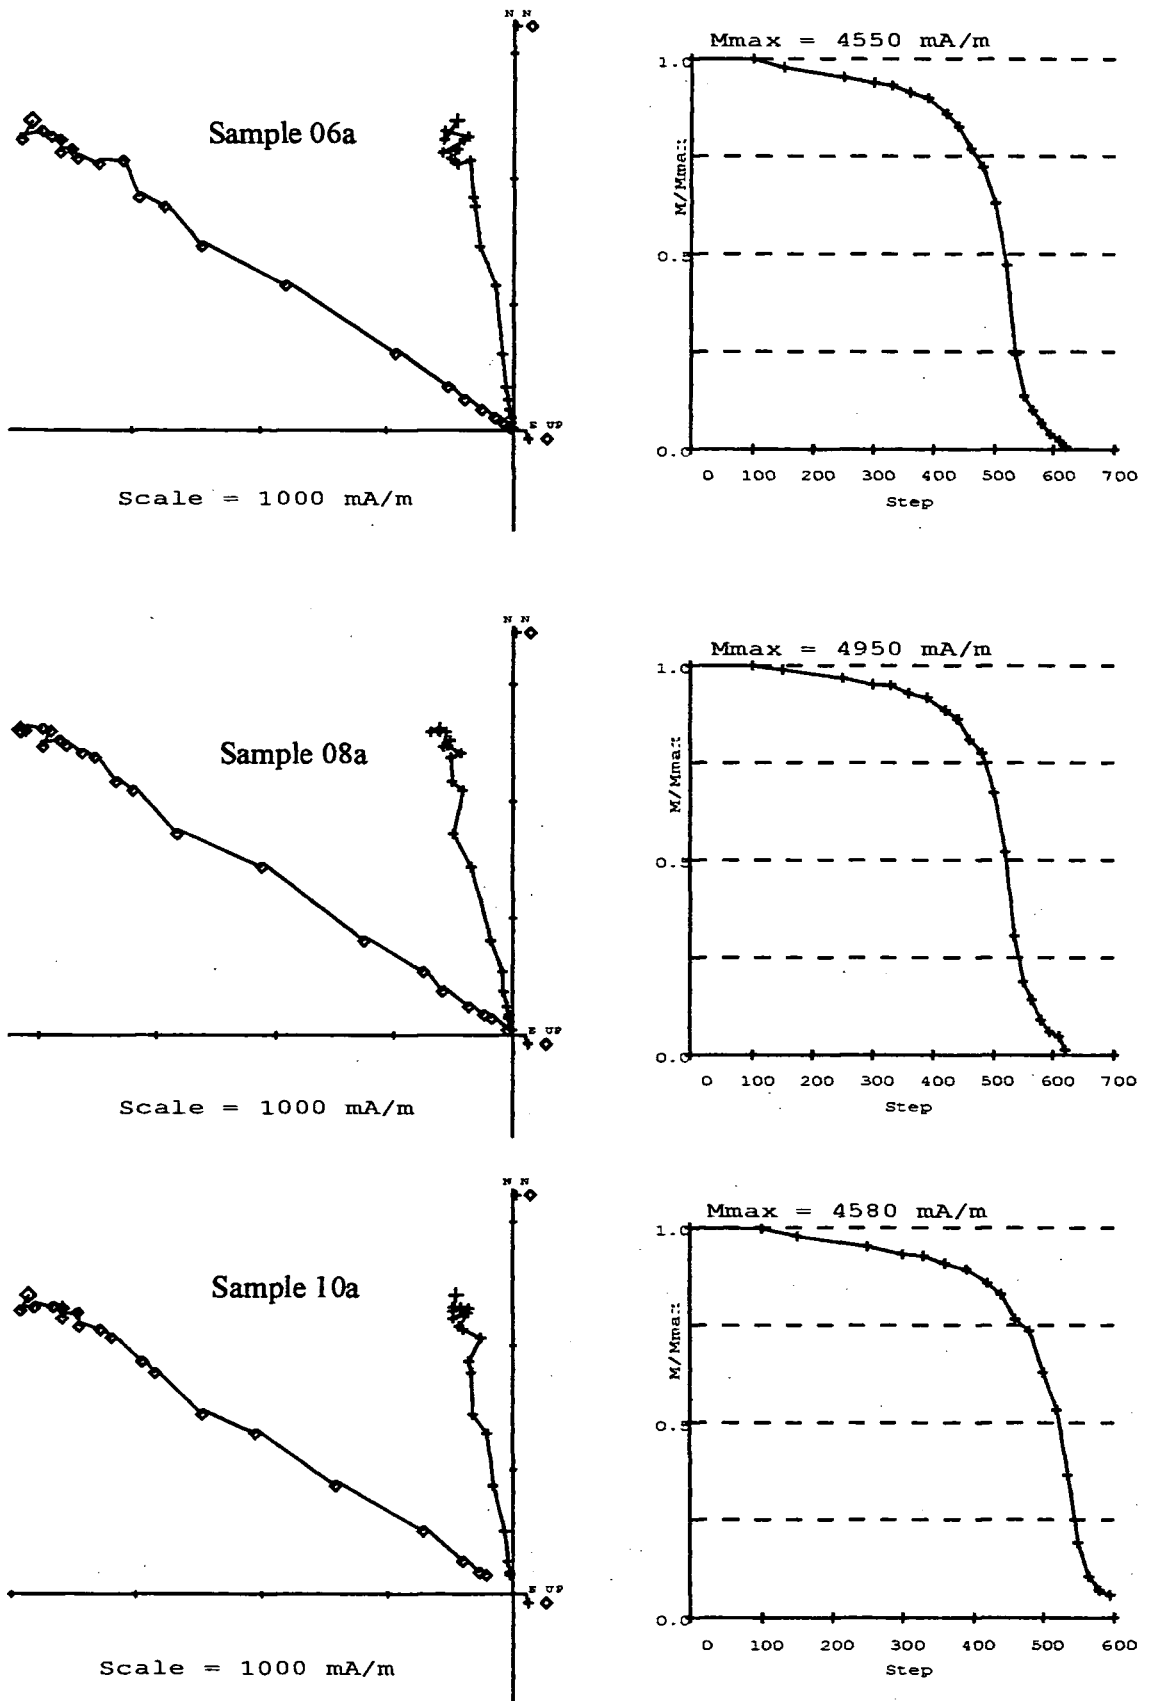 N N
Sample 06a
E UP
Scale = 1000 mA/m
Mmax = 4550 mA/m
1.0
M/Mmax
0.5
0.0
0 100 200 300 400 500 600 700
Step
N N
Sample 08a
E UP
Scale = 1000 mA/m
Mmax = 4950 mA/m
1.0
M/Mmax
0.5
0.0
0 100 200 300 400 500 600 700
Step
N N
Sample 10a
E UP
Scale = 1000 mA/m
Mmax = 4580 mA/m
1.0
M/Mmax
0.5
0.0
0 100 200 300 400 500 600
Step